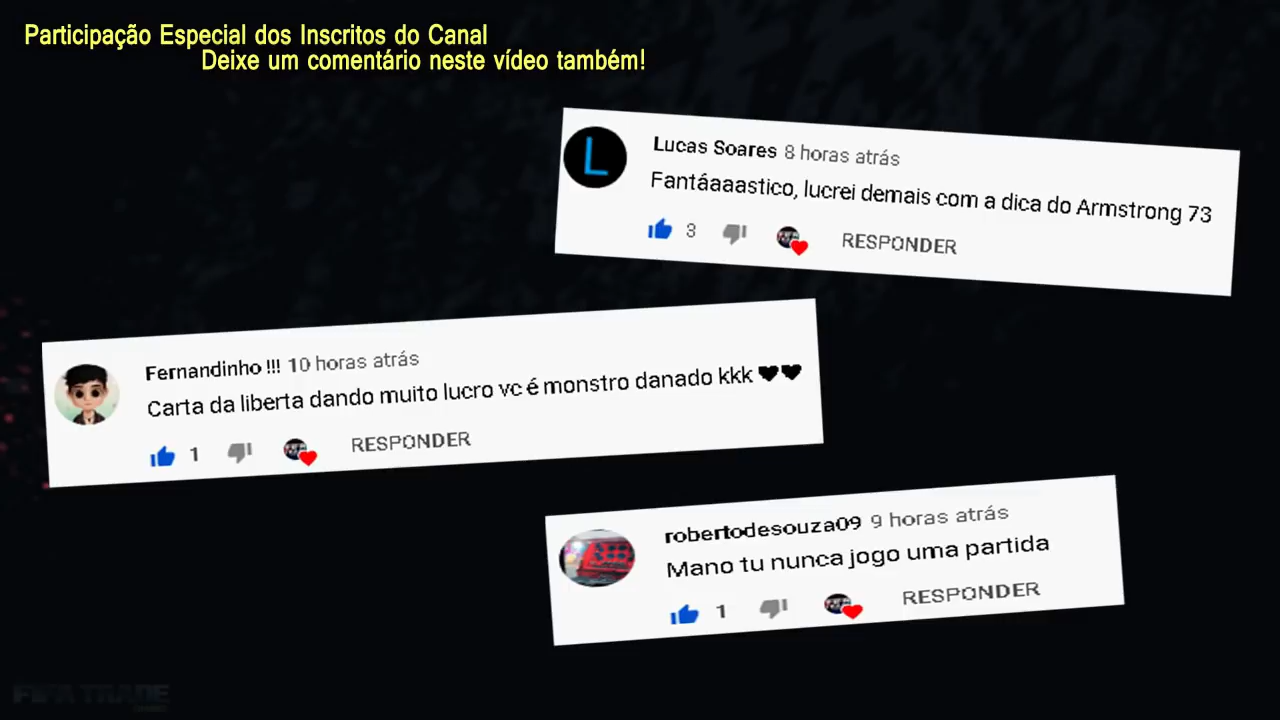 Participação Especial dos Inscritos do Canal
Deixe um comentário neste vídeo também!
L
Lucas Soares 8 horas atrás
Fantáaaastico, lucrei demais com a dica do Armstrong 73
3 RESPONDER
Fernandinho !!! 10 horas atrás
Carta da liberta dando muito lucro vc é monstro danado kkk 🖤🖤
1 RESPONDER
robertodesouza09 9 horas atrás
Mano tu nunca jogo uma partida
1 RESPONDER
FIFA TRADE